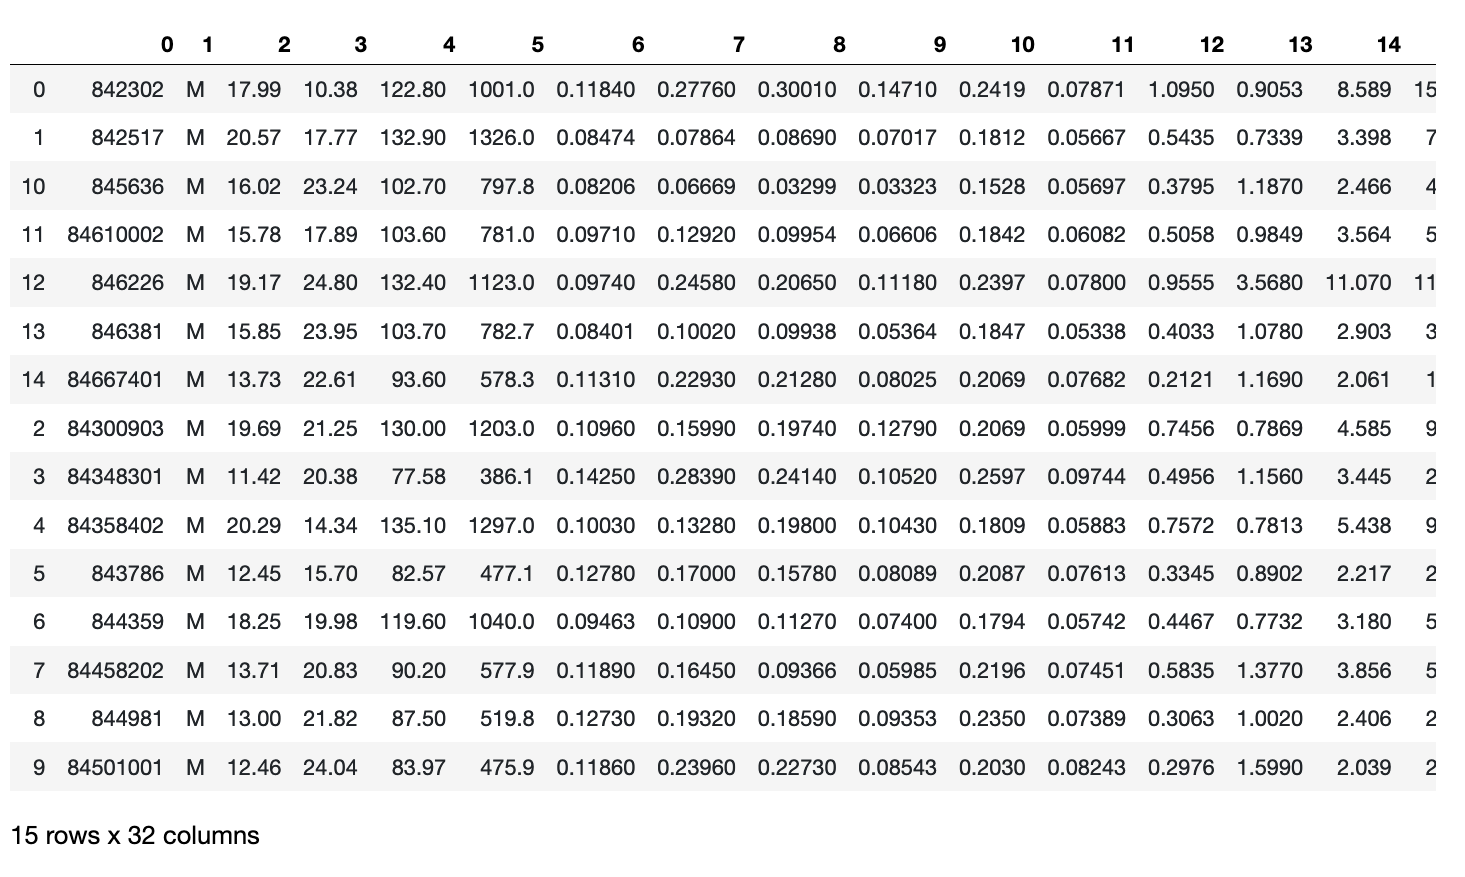 0 1 2 3 4 5 6 7 8 9 10 11 12 13 14
0 842302 M 17.99 10.38 122.80 1001.0 0.11840 0.27760 0.30010 0.14710 0.2419 0.07871 1.0950 0.9053 8.589 15
1 842517 M 20.57 17.77 132.90 1326.0 0.08474 0.07864 0.08690 0.07017 0.1812 0.05667 0.5435 0.7339 3.398 7
10 845636 M 16.02 23.24 102.70 797.8 0.08206 0.06669 0.03299 0.03323 0.1528 0.05697 0.3795 1.1870 2.466 4
11 84610002 M 15.78 17.89 103.60 781.0 0.09710 0.12920 0.09954 0.06606 0.1842 0.06082 0.5058 0.9849 3.564 5
12 846226 M 19.17 24.80 132.40 1123.0 0.09740 0.24580 0.20650 0.11180 0.2397 0.07800 0.9555 3.5680 11.070 11
13 846381 M 15.85 23.95 103.70 782.7 0.08401 0.10020 0.09938 0.05364 0.1847 0.05338 0.4033 1.0780 2.903 3
14 84667401 M 13.73 22.61 93.60 578.3 0.11310 0.22930 0.21280 0.08025 0.2069 0.07682 0.2121 1.1690 2.061 1
2 84300903 M 19.69 21.25 130.00 1203.0 0.10960 0.15990 0.19740 0.12790 0.2069 0.05999 0.7456 0.7869 4.585 9
3 84348301 M 11.42 20.38 77.58 386.1 0.14250 0.28390 0.24140 0.10520 0.2597 0.09744 0.4956 1.1560 3.445 2
4 84358402 M 20.29 14.34 135.10 1297.0 0.10030 0.13280 0.19800 0.10430 0.1809 0.05883 0.7572 0.7813 5.438 9
5 843786 M 12.45 15.70 82.57 477.1 0.12780 0.17000 0.15780 0.08089 0.2087 0.07613 0.3345 0.8902 2.217 2
6 844359 M 18.25 19.98 119.60 1040.0 0.09463 0.10900 0.11270 0.07400 0.1794 0.05742 0.4467 0.7732 3.180 5
7 84458202 M 13.71 20.83 90.20 577.9 0.11890 0.16450 0.09366 0.05985 0.2196 0.07451 0.5835 1.3770 3.856 5
8 844981 M 13.00 21.82 87.50 519.8 0.12730 0.19320 0.18590 0.09353 0.2350 0.07389 0.3063 1.0020 2.406 2
9 84501001 M 12.46 24.04 83.97 475.9 0.11860 0.23960 0.22730 0.08543 0.2030 0.08243 0.2976 1.5990 2.039 2
15 rows x 32 columns